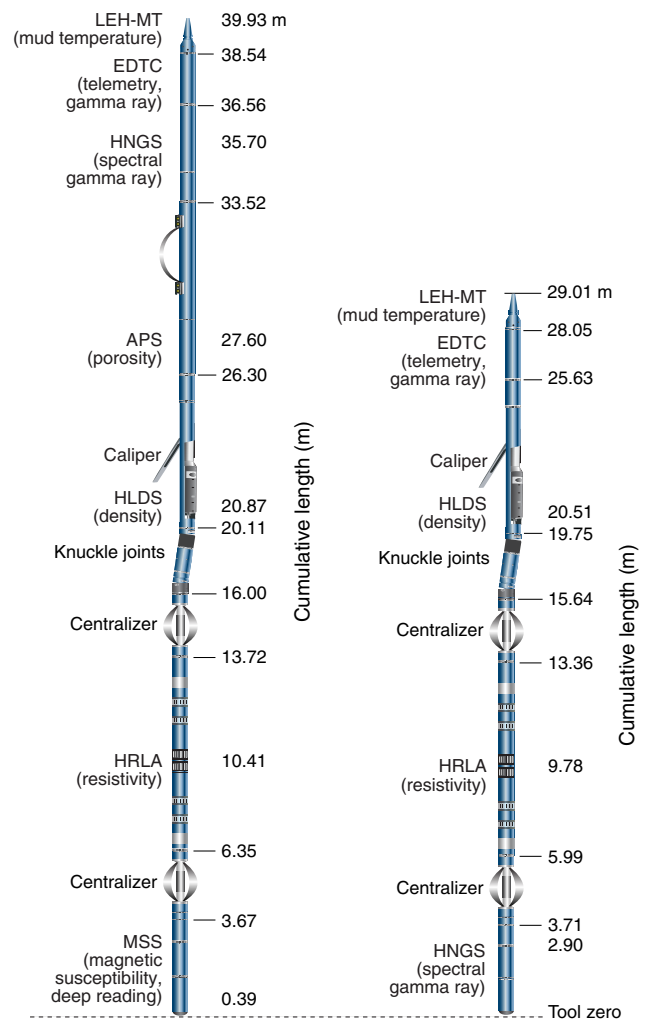 LEH-MT
(mud temperature)
39.93 m
38.54
EDTC
(telemetry,
gamma ray)
36.56
HNGS
(spectral
gamma ray)
35.70
33.52
APS
(porosity)
27.60
26.30
Caliper
HLDS
(density)
20.87
20.11
Knuckle joints
16.00
Centralizer
13.72
HRLA
(resistivity)
10.41
6.35
Centralizer
3.67
MSS
(magnetic
susceptibility,
deep reading)
0.39
Cumulative length (m)
LEH-MT
(mud temperature)
29.01 m
28.05
EDTC
(telemetry,
gamma ray)
25.63
Caliper
HLDS
(density)
20.51
19.75
Knuckle joints
15.64
Centralizer
13.36
HRLA
(resistivity)
9.78
5.99
Centralizer
3.71
2.90
HNGS
(spectral
gamma ray)
Tool zero
Cumulative length (m)